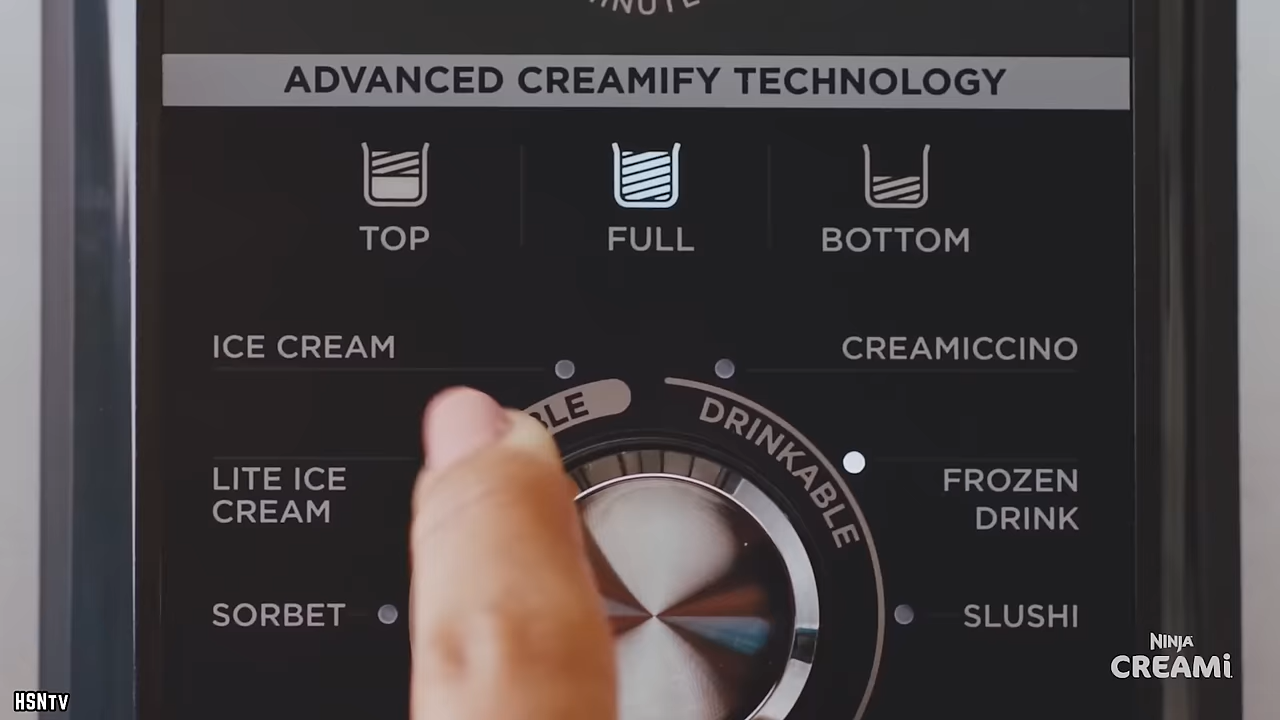 ADVANCED CREAMIFY TECHNOLOGY
TOP
FULL
BOTTOM
ICE CREAM
CREAMICCINO
DRINKABLE
LITE ICE
CREAM
FROZEN
DRINK
SORBET
SLUSHI
NINJA
CREAMi
HSNtv